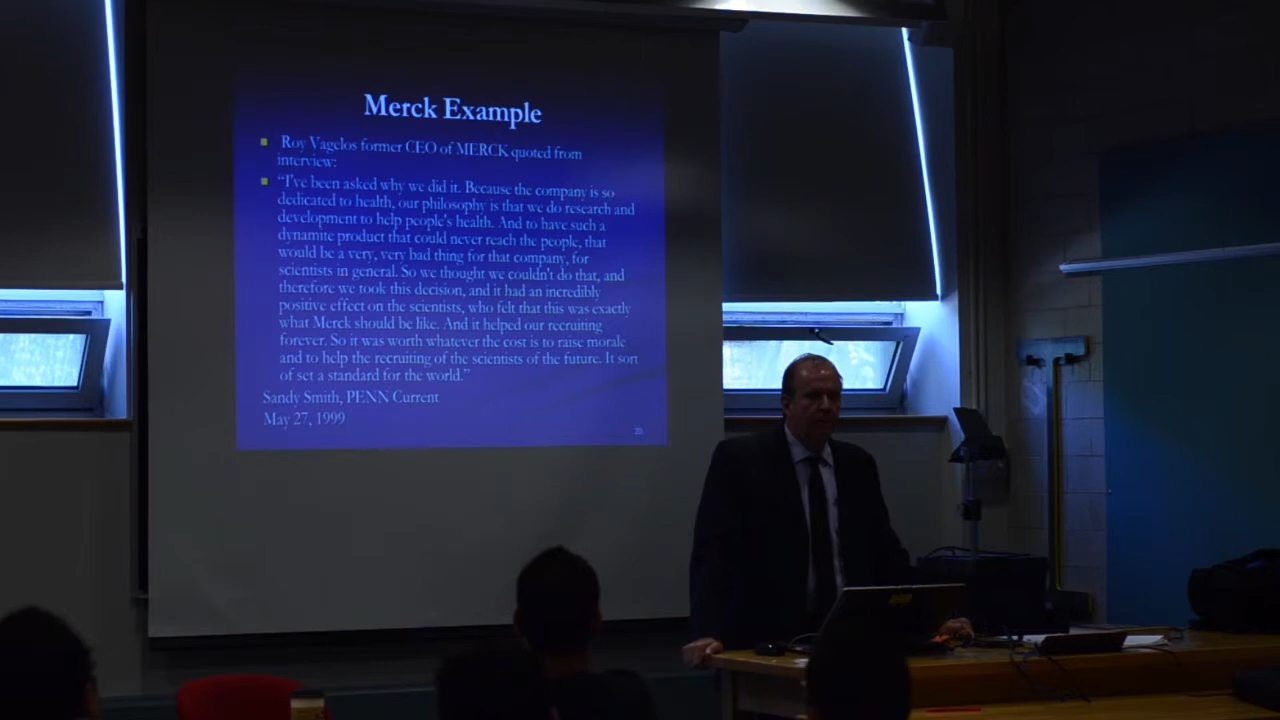 Merck Example
Roy Vagelos former CEO of MERCK quoted from
interview:
“I've been asked why we did it. Because the company is so
dedicated to health, our philosophy is that we do research and
development to help people's health. And to have such a
dynamite product that could never reach the people, that
would be a very, very bad thing for that company, for
scientists in general. So we thought we couldn't do that, and
therefore we took this decision, and it had an incredibly
positive effect on the scientists, who felt that this was exactly
what Merck should be like. And it helped our recruiting
forever. So it was worth whatever the cost is to raise morale
and to help the recruiting of the scientists of the future. It sort
of set a standard for the world.”
Sandy Smith, PENN Current
May 27, 1999
20